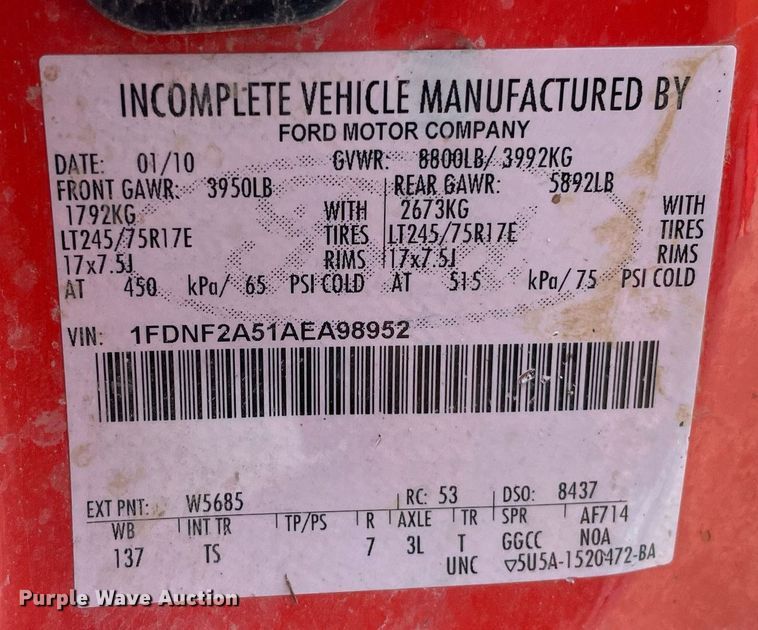 INCOMPLETE VEHICLE MANUFACTURED BY
FORD MOTOR COMPANY
DATE: 01/10 GVWR: 8800LB/ 3992KG
FRONT GAWR: 3950LB REAR GAWR: 5892LB
1792KG WITH 2673KG WITH
LT245/75R17E TIRES LT245/75R17E TIRES
17x7.5J RIMS 17x7.5J RIMS
AT 450 kPa/ 65 PSI COLD AT 515 kPa/ 75 PSI COLD
VIN: 1FDNF2A51AEA98952
EXT PNT: W5685 RC: 53 DSO: 8437
WB INT TR TP/PS R AXLE TR SPR AF714
137 TS 7 3L T GGCC NOA
UNC ▽5U5A-1520472-BA
Purple Wave Auction